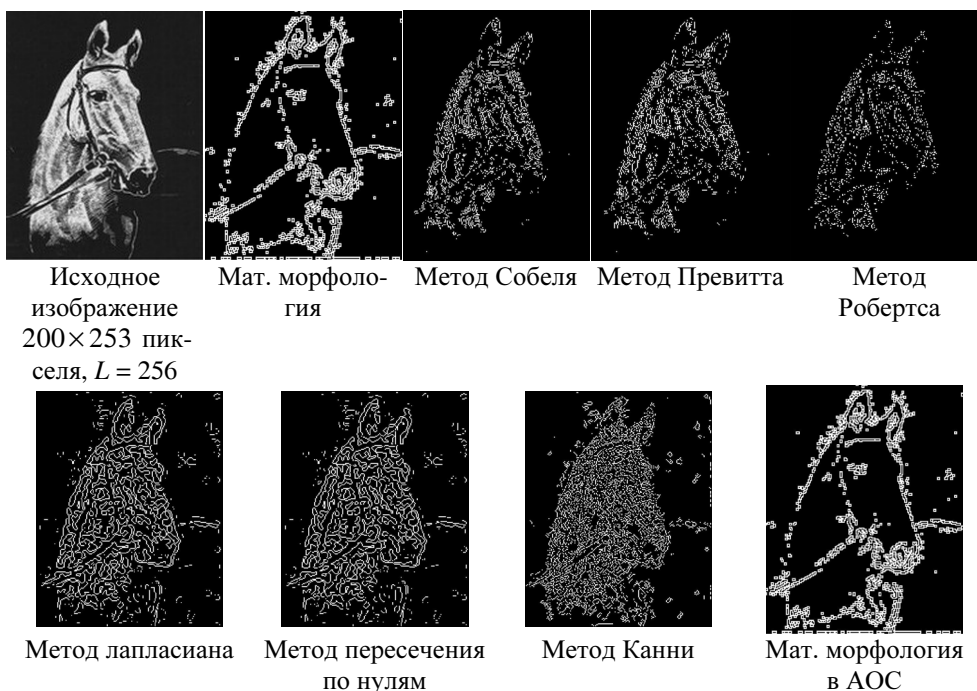 Исходное
изображение
200×253 пик-
селя, L = 256
Мат. морфоло-
гия
Метод Собеля
Метод Превитта
Метод
Робертса
Метод лапласиана
Метод пересечения
по нулям
Метод Канни
Мат. морфология
в АОС